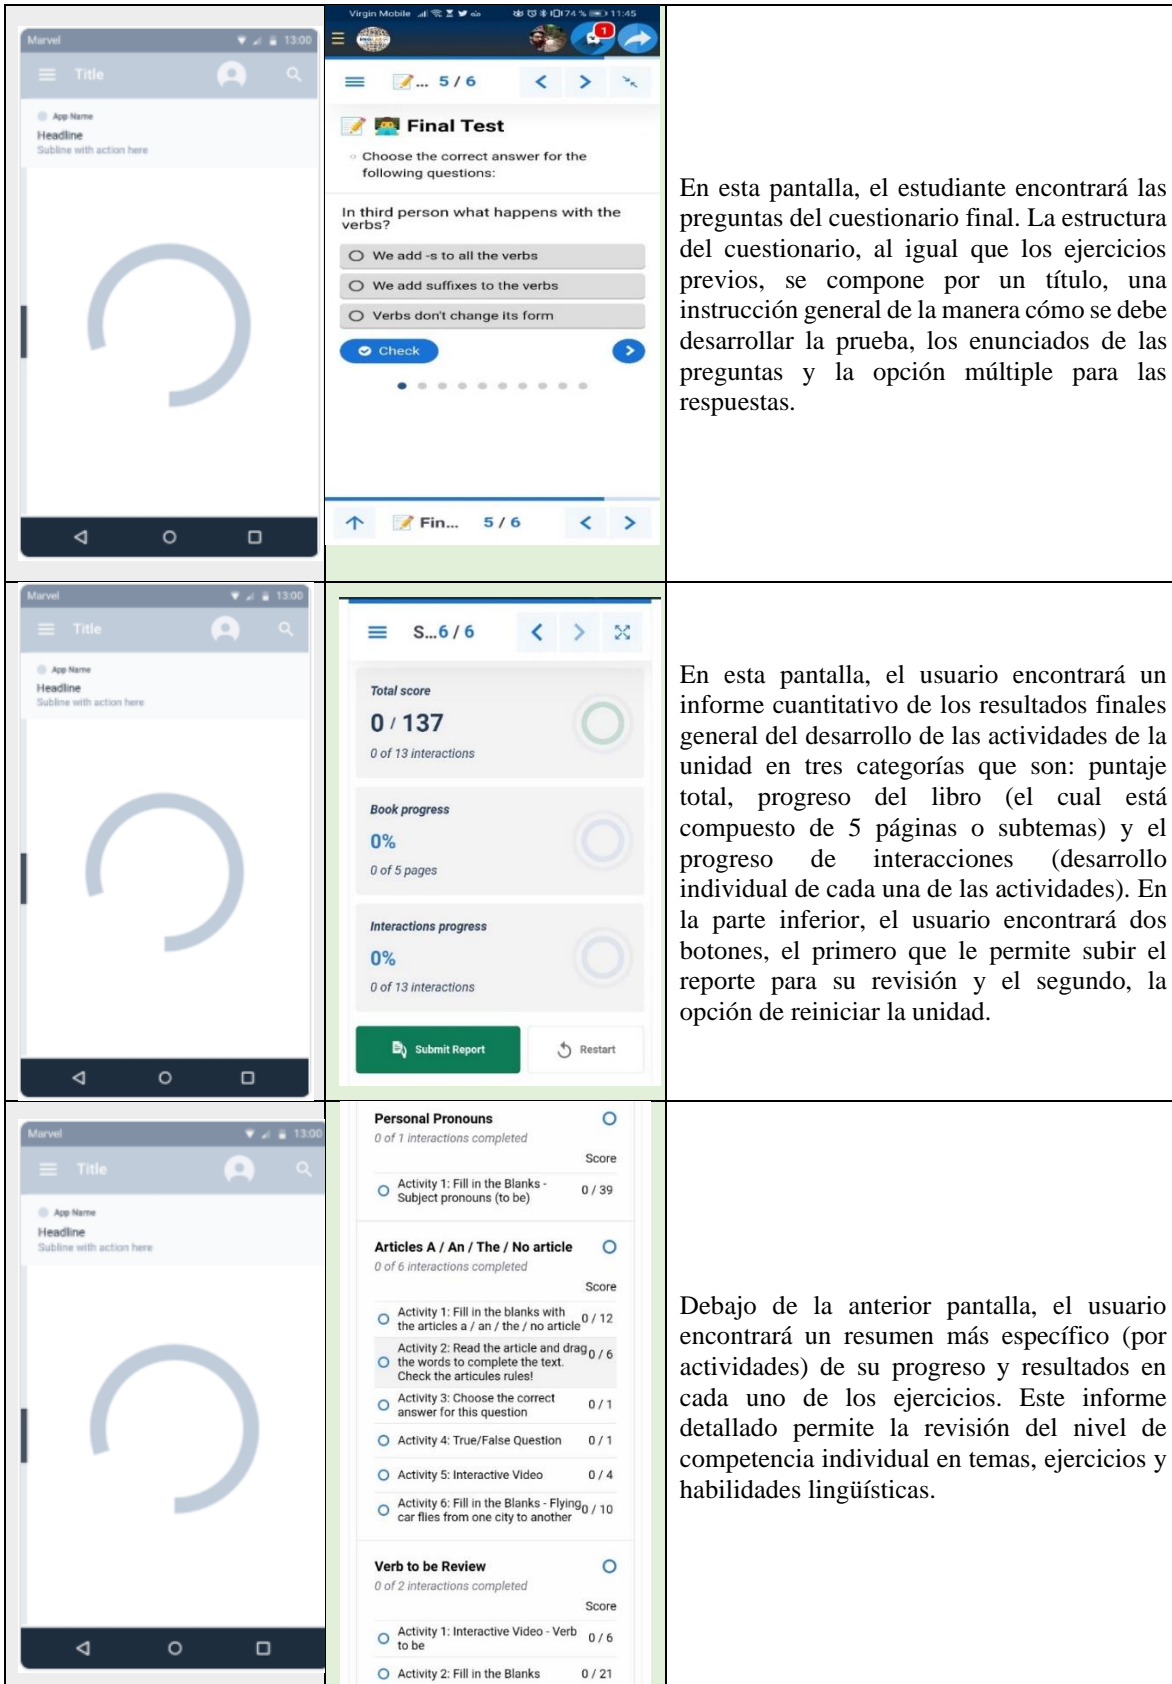 Marvel
13:00
Title
App Name
Headline
Subline with action here
Virgin Mobile
74 %
11:45
1
... 5 / 6
Final Test
Choose the correct answer for the
following questions:
In third person what happens with the
verbs?
We add -s to all the verbs
We add suffixes to the verbs
Verbs don't change its form
Check
Fin... 5 / 6
En esta pantalla, el estudiante encontrará las
preguntas del cuestionario final. La estructura
del cuestionario, al igual que los ejercicios
previos, se compone por un título, una
instrucción general de la manera cómo se debe
desarrollar la prueba, los enunciados de las
preguntas y la opción múltiple para las
respuestas.
Marvel
13:00
Title
App Name
Headline
Subline with action here
S...6 / 6
Total score
0 / 137
0 of 13 interactions
Book progress
0%
0 of 5 pages
Interactions progress
0%
0 of 13 interactions
Submit Report
Restart
En esta pantalla, el usuario encontrará un
informe cuantitativo de los resultados finales
general del desarrollo de las actividades de la
unidad en tres categorías que son: puntaje
total, progreso del libro (el cual está
compuesto de 5 páginas o subtemas) y el
progreso de interacciones (desarrollo
individual de cada una de las actividades). En
la parte inferior, el usuario encontrará dos
botones, el primero que le permite subir el
reporte para su revisión y el segundo, la
opción de reiniciar la unidad.
Marvel
13:00
Title
App Name
Headline
Subline with action here
Personal Pronouns
0 of 1 interactions completed
Score
Activity 1: Fill in the Blanks -
Subject pronouns (to be) 0 / 39
Articles A / An / The / No article
0 of 6 interactions completed
Score
Activity 1: Fill in the blanks with
the articles a / an / the / no article 0 / 12
Activity 2: Read the article and drag
the words to complete the text. 0 / 6
Check the articules rules!
Activity 3: Choose the correct
answer for this question 0 / 1
Activity 4: True/False Question 0 / 1
Activity 5: Interactive Video 0 / 4
Activity 6: Fill in the Blanks - Flying
car flies from one city to another 0 / 10
Verb to be Review
0 of 2 interactions completed
Score
Activity 1: Interactive Video - Verb
to be 0 / 6
Activity 2: Fill in the Blanks 0 / 21
Debajo de la anterior pantalla, el usuario
encontrará un resumen más específico (por
actividades) de su progreso y resultados en
cada uno de los ejercicios. Este informe
detallado permite la revisión del nivel de
competencia individual en temas, ejercicios y
habilidades lingüísticas.